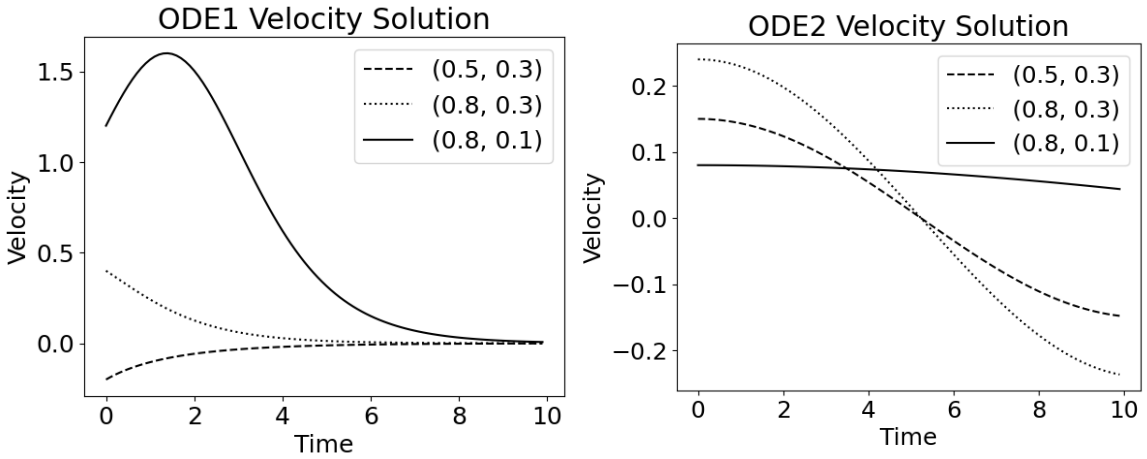 ODE1 Velocity Solution
Velocity
1.5
1.0
0.5
0.0
(0.5, 0.3)
(0.8, 0.3)
(0.8, 0.1)
0 2 4 6 8 10
Time
ODE2 Velocity Solution
Velocity
0.2
0.1
0.0
−0.1
−0.2
(0.5, 0.3)
(0.8, 0.3)
(0.8, 0.1)
0 2 4 6 8 10
Time